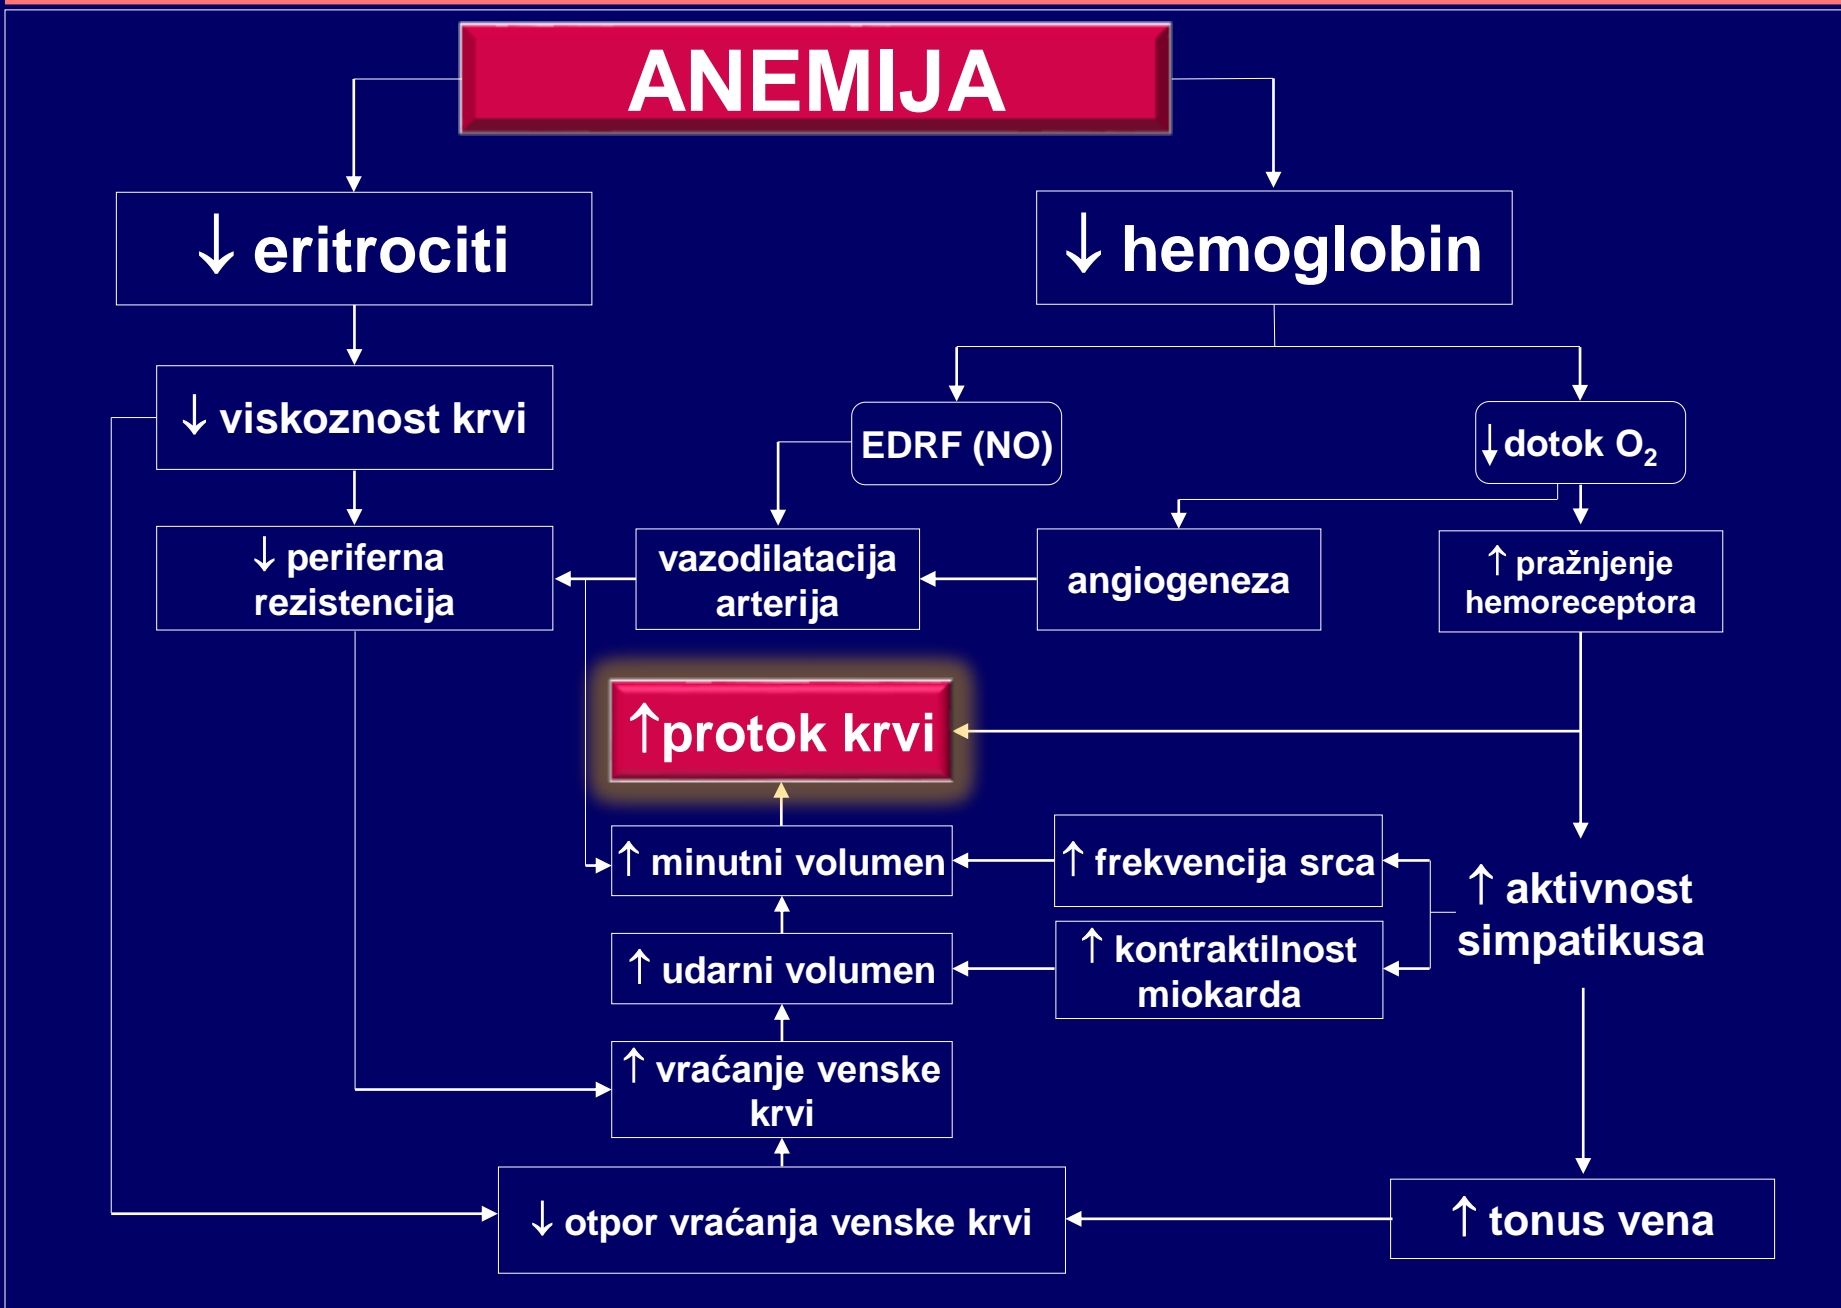 ANEMIJA
↓ eritrociti
↓ hemoglobin
↓ viskoznost krvi
EDRF (NO)
↓ dotok O₂
↓ periferna
rezistencija
vazodilatacija
arterija
angiogeneza
↑ pražnjenje
hemoreceptora
↑protok krvi
↑ minutni volumen
↑ frekvencija srca
↑ aktivnost
simpatikusa
↑ udarni volumen
↑ kontraktilnost
miokarda
↑ vraćanje venske
krvi
↓ otpor vraćanja venske krvi
↑ tonus vena